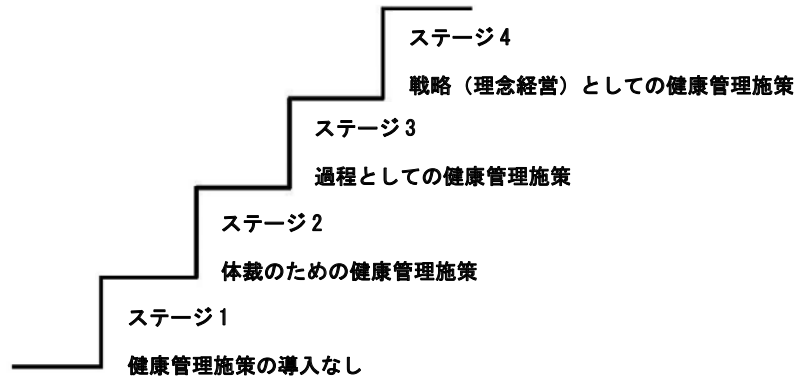 ステージ4
戦略（理念経営）としての健康管理施策
ステージ3
過程としての健康管理施策
ステージ2
体裁のための健康管理施策
ステージ1
健康管理施策の導入なし